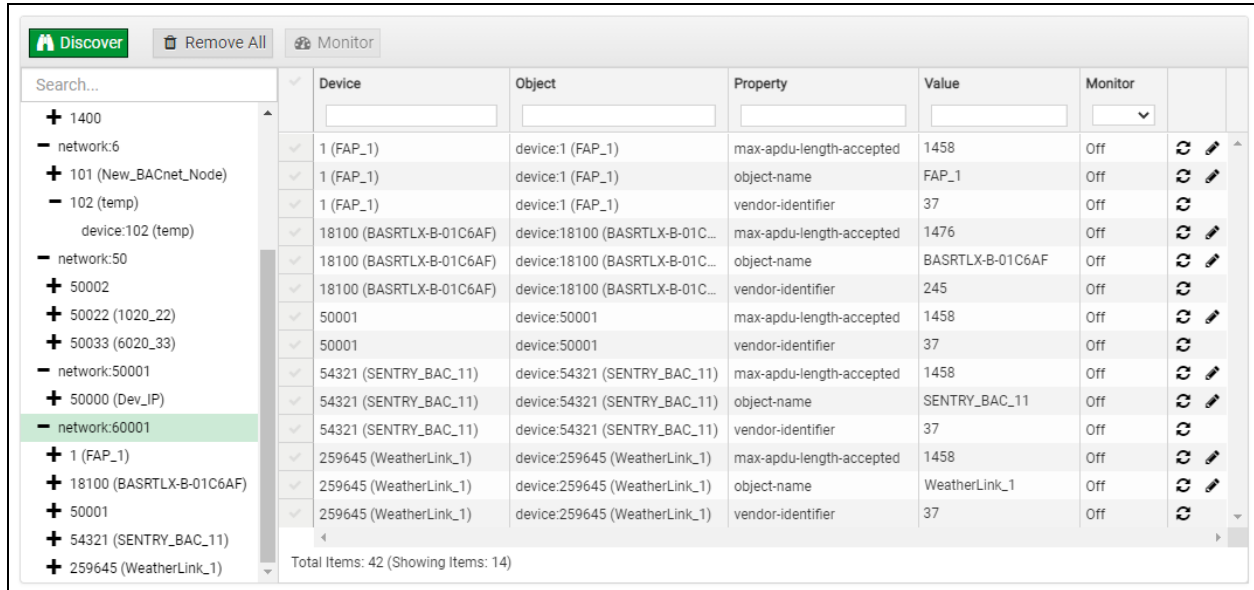 Discover Remove All Monitor
Search...
1400
network:6
101 (New_BACnet_Node)
102 (temp)
device:102 (temp)
network:50
50002
50022 (1020_22)
50033 (6020_33)
network:50001
50000 (Dev_IP)
network:60001
1 (FAP_1)
18100 (BASRTLX-B-01C6AF)
50001
54321 (SENTRY_BAC_11)
259645 (WeatherLink_1)
Device Object Property Value Monitor
1 (FAP_1) device:1 (FAP_1) max-apdu-length-accepted 1458 Off
1 (FAP_1) device:1 (FAP_1) object-name FAP_1 Off
1 (FAP_1) device:1 (FAP_1) vendor-identifier 37 Off
18100 (BASRTLX-B-01C6AF) device:18100 (BASRTLX-B-01C... max-apdu-length-accepted 1476 Off
18100 (BASRTLX-B-01C6AF) device:18100 (BASRTLX-B-01C... object-name BASRTLX-B-01C6AF Off
18100 (BASRTLX-B-01C6AF) device:18100 (BASRTLX-B-01C... vendor-identifier 245 Off
50001 device:50001 max-apdu-length-accepted 1458 Off
50001 device:50001 vendor-identifier 37 Off
54321 (SENTRY_BAC_11) device:54321 (SENTRY_BAC_11) max-apdu-length-accepted 1458 Off
54321 (SENTRY_BAC_11) device:54321 (SENTRY_BAC_11) object-name SENTRY_BAC_11 Off
54321 (SENTRY_BAC_11) device:54321 (SENTRY_BAC_11) vendor-identifier 37 Off
259645 (WeatherLink_1) device:259645 (WeatherLink_1) max-apdu-length-accepted 1458 Off
259645 (WeatherLink_1) device:259645 (WeatherLink_1) object-name WeatherLink_1 Off
259645 (WeatherLink_1) device:259645 (WeatherLink_1) vendor-identifier 37 Off
Total Items: 42 (Showing Items: 14)